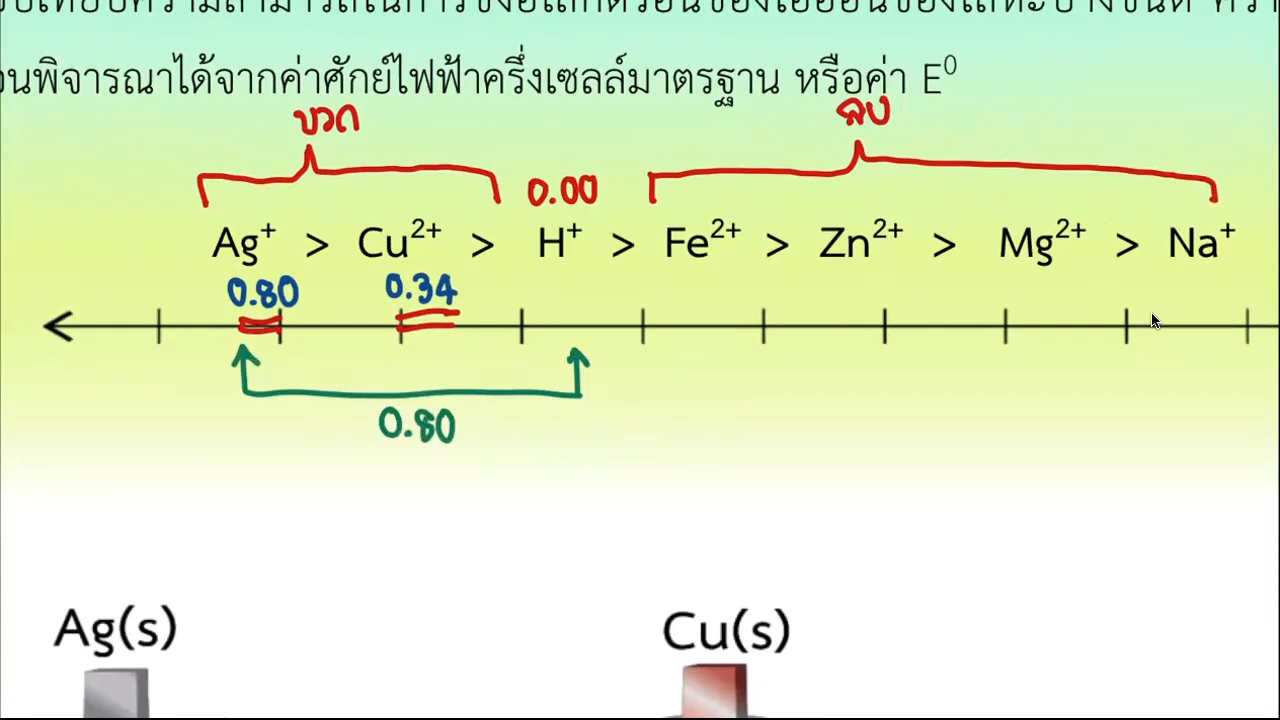 อนพิจารณาได้จากค่าศักย์ไฟฟ้าครึ่งเซลล์มาตรฐาน หรือค่า E⁰
บวก ลบ
0.00
Ag⁺ > Cu²⁺ > H⁺ > Fe²⁺ > Zn²⁺ > Mg²⁺ > Na⁺
0.80 0.34
0.80
Ag(s) Cu(s)